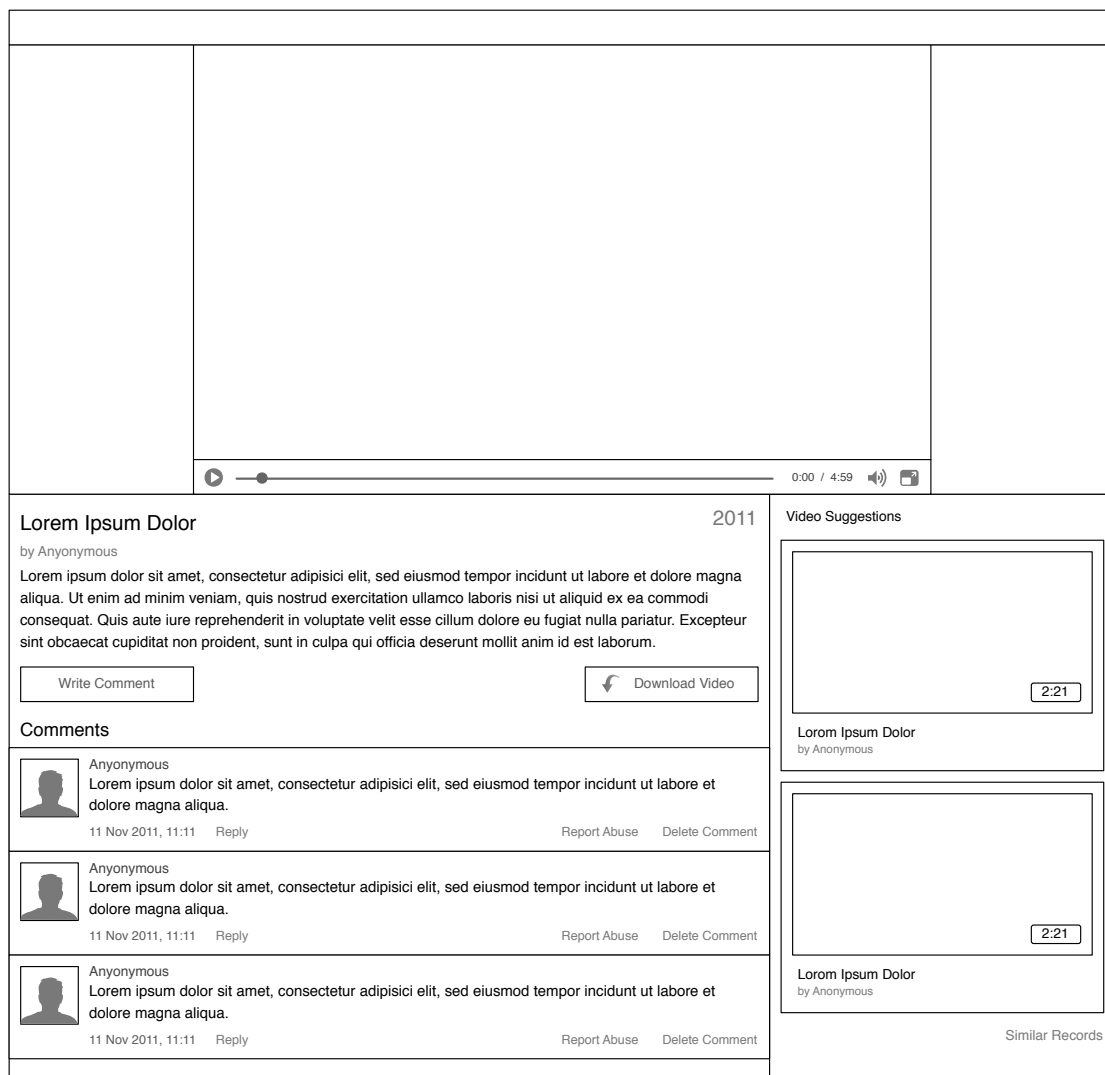 0:00 / 4:59
Lorem Ipsum Dolor
2011
by Anyonymous
Lorem ipsum dolor sit amet, consectetur adipisici elit, sed eiusmod tempor incidunt ut labore et dolore magna
aliqua. Ut enim ad minim veniam, quis nostrud exercitation ullamco laboris nisi ut aliquid ex ea commodi
consequat. Quis aute iure reprehenderit in voluptate velit esse cillum dolore eu fugiat nulla pariatur. Excepteur
sint obcaecat cupiditat non proident, sunt in culpa qui officia deserunt mollit anim id est laborum.
Write Comment
Download Video
Comments
Anyonymous
Lorem ipsum dolor sit amet, consectetur adipisici elit, sed eiusmod tempor incidunt ut labore et
dolore magna aliqua.
11 Nov 2011, 11:11 Reply Report Abuse Delete Comment
Anyonymous
Lorem ipsum dolor sit amet, consectetur adipisici elit, sed eiusmod tempor incidunt ut labore et
dolore magna aliqua.
11 Nov 2011, 11:11 Reply Report Abuse Delete Comment
Anyonymous
Lorem ipsum dolor sit amet, consectetur adipisici elit, sed eiusmod tempor incidunt ut labore et
dolore magna aliqua.
11 Nov 2011, 11:11 Reply Report Abuse Delete Comment
Video Suggestions
2:21
Lorom Ipsum Dolor
by Anonymous
2:21
Lorom Ipsum Dolor
by Anonymous
Similar Records